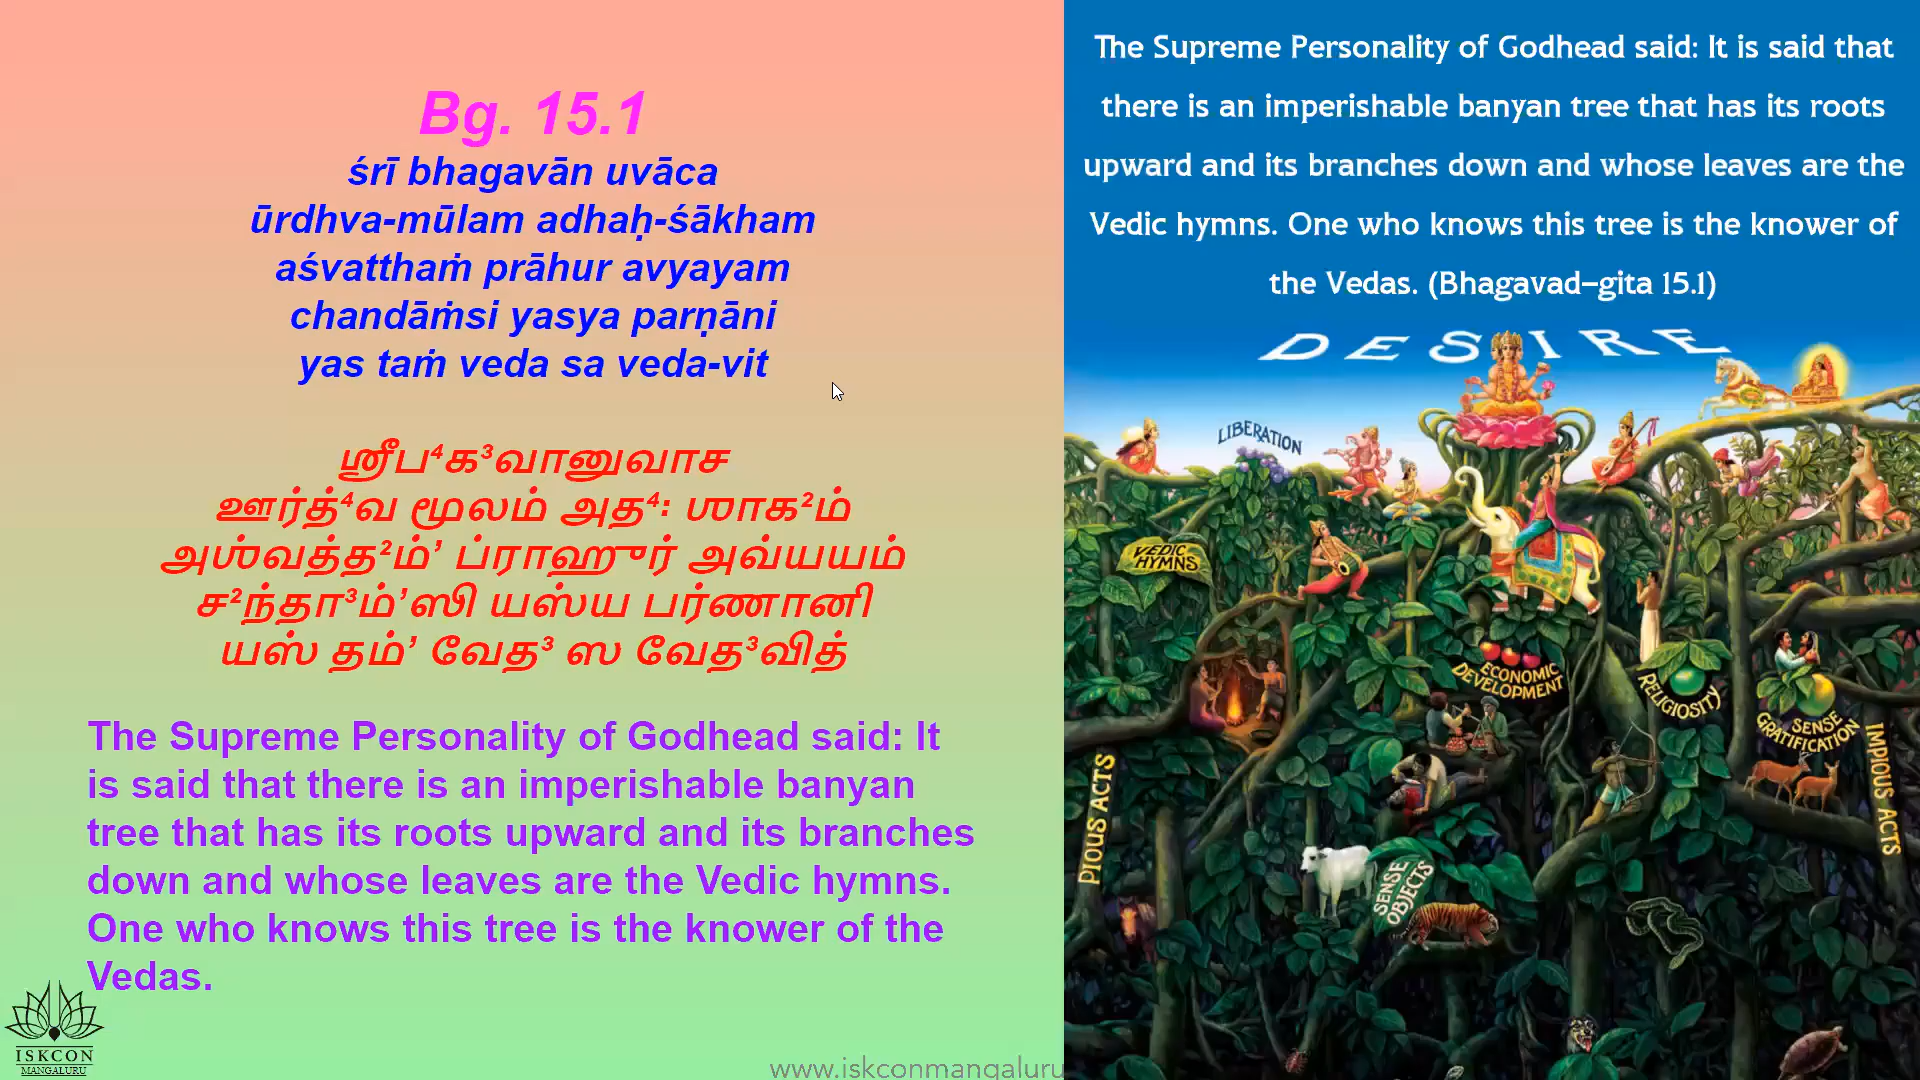 Bg. 15.1
śrī bhagavān uvāca
ūrdhva-mūlam adhaḥ-śākham
aśvatthaṁ prāhur avyayam
chandāṁsi yasya parṇāni
yas taṁ veda sa veda-vit
ஶ்ரீப⁴க³வானுவாச
ஊர்த்⁴வ மூலம் அத⁴: ஶாக²ம்
அஶ்வத்த²ம்’ ப்ராஹுர் அவ்யயம்
ச²ந்தா³ம்’ஸி யஸ்ய பர்ணானி
யஸ் தம்’ வேத³ ஸ வேத³வித்
The Supreme Personality of Godhead said: It
is said that there is an imperishable banyan
tree that has its roots upward and its branches
down and whose leaves are the Vedic hymns.
One who knows this tree is the knower of the
Vedas.
ISKCON
MANGALURU
www.iskconmangaluru
The Supreme Personality of Godhead said: It is said that
there is an imperishable banyan tree that has its roots
upward and its branches down and whose leaves are the
Vedic hymns. One who knows this tree is the knower of
the Vedas. (Bhagavad–gita 15.1)
DESIRE
LIBERATION
VEDIC
HYMNS
ECONOMIC
DEVELOPMENT
RELIGIOSITY
SENSE
GRATIFICATION
PIOUS ACTS
IMPIOUS ACTS
SENSE
OBJECTS